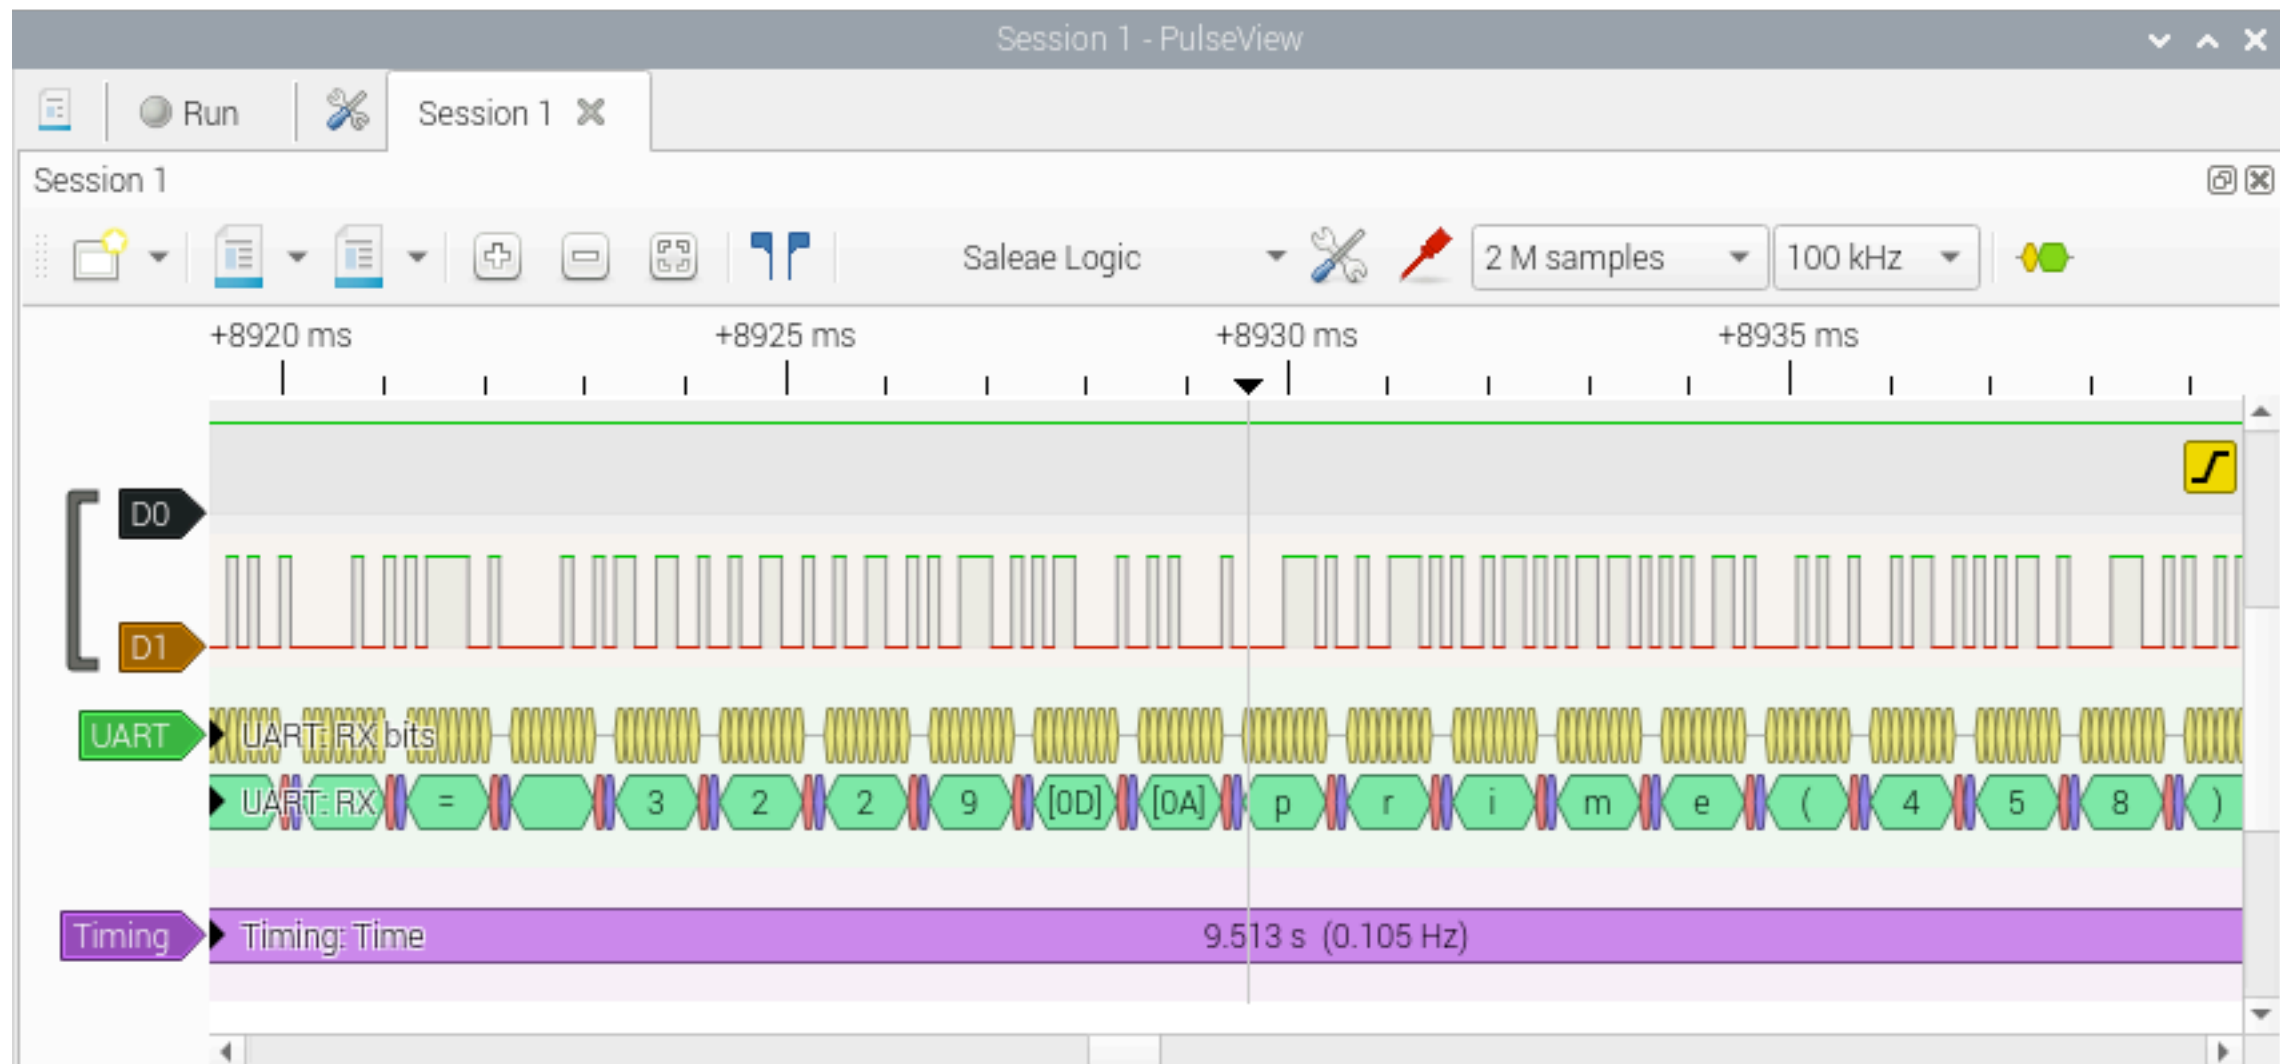 Session 1 - PulseView
Run
Session 1
Session 1
Saleae Logic
2 M samples
100 kHz
+8920 ms +8925 ms +8930 ms +8935 ms
D0
D1
UART UART: RX bits
UART: RX = 3 2 2 9 [0D] [0A] p r i m e ( 4 5 8 )
Timing Timing: Time 9.513 s (0.105 Hz)